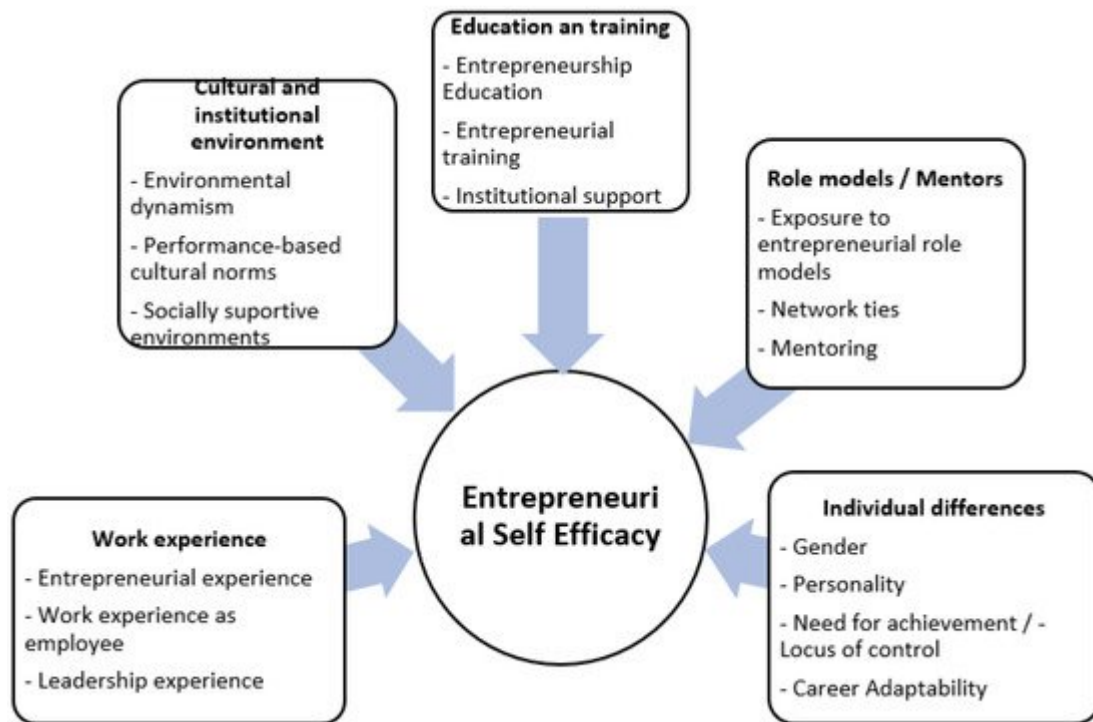 Education an training
- Entrepreneurship
Education
- Entrepreneurial
training
- Institutional support
Cultural and
institutional
environment
- Environmental
dynamism
- Performance-based
cultural norms
- Socially suportive
environments
Role models / Mentors
- Exposure to
entrepreneurial role
models
- Network ties
- Mentoring
Entrepreneuri
al Self Efficacy
Work experience
- Entrepreneurial experience
- Work experience as
employee
- Leadership experience
Individual differences
- Gender
- Personality
- Need for achievement / -
Locus of control
- Career Adaptability